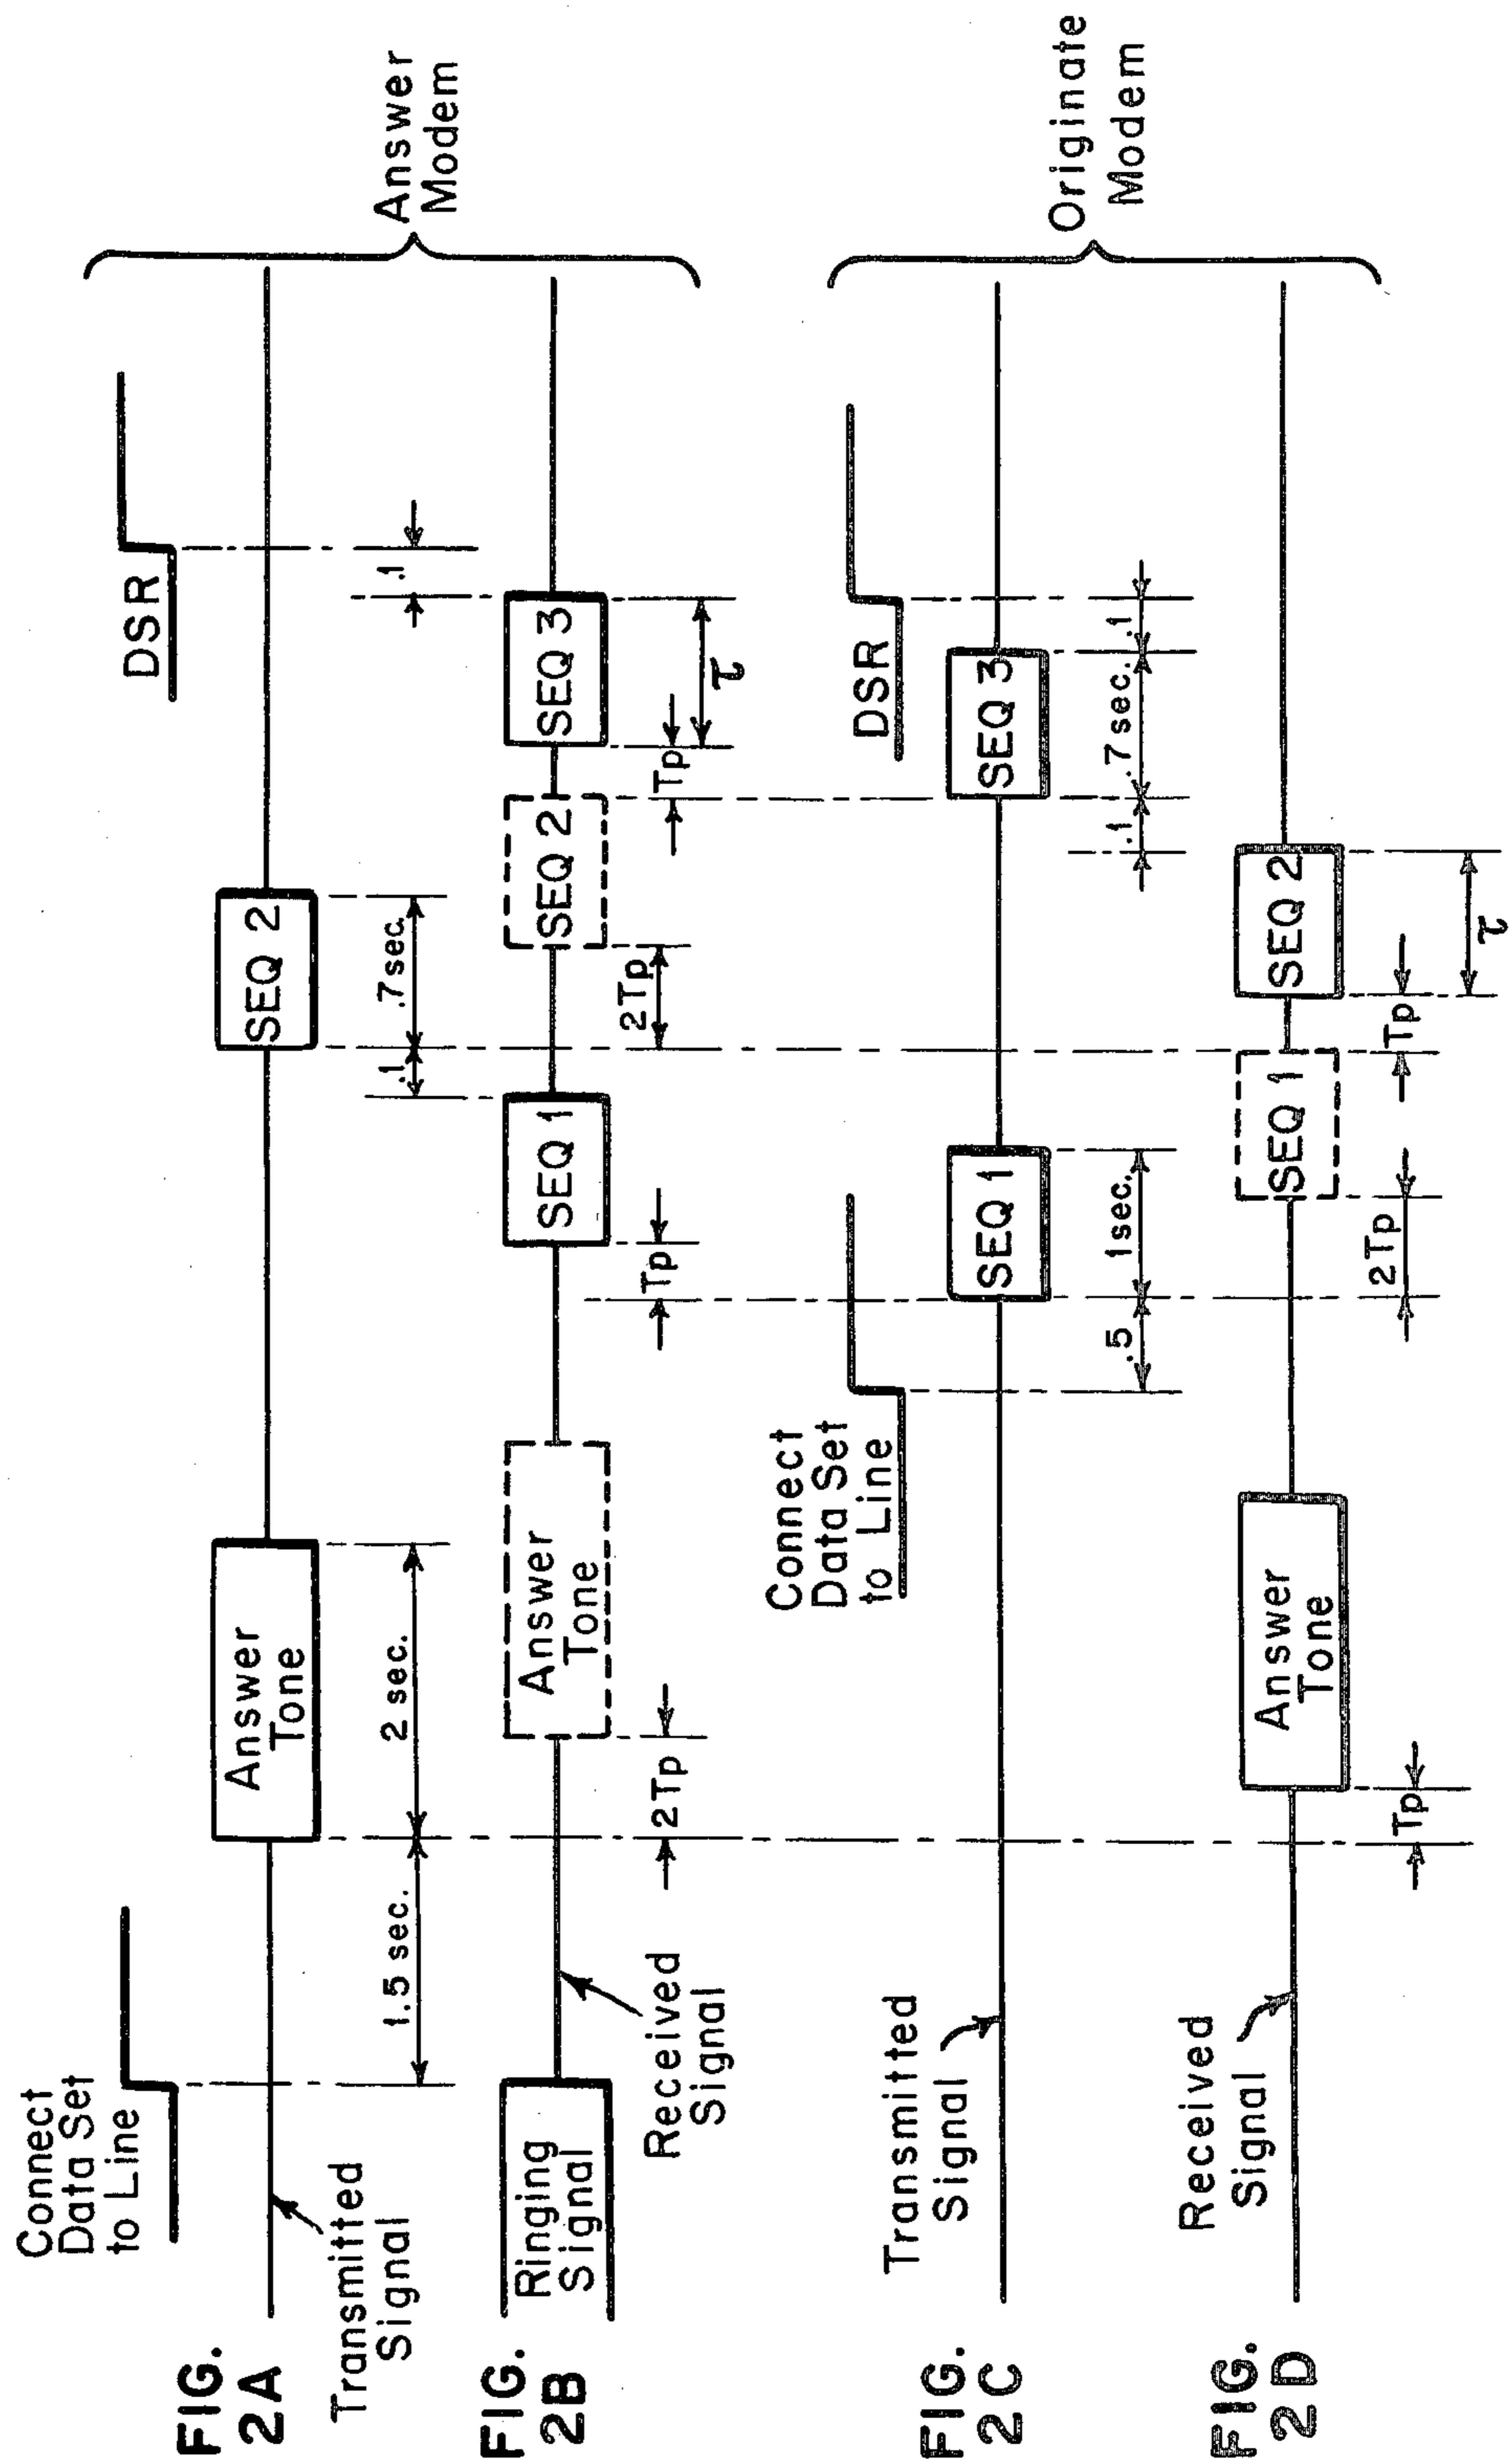 FIG.
2A
Connect
Data Set
to Line
Transmitted
Signal
1.5 sec.
Answer
Tone
2 sec.
SEQ 2
.1
.7 sec.
DSR
.1
Answer
Modem
FIG.
2B
Ringing
Signal
Received
Signal
2Tp
Answer
Tone
Tp
SEQ 1
2Tp
SEQ 2
Tp
SEQ 3
τ
FIG.
2C
Transmitted
Signal
Connect
Data Set
to Line
.5
SEQ 1
1 sec.
.1
SEQ 3
.7 sec.
.1
DSR
Originate
Modem
FIG.
2D
Received
Signal
Tp
Answer
Tone
2Tp
SEQ 1
Tp
SEQ 2
τ